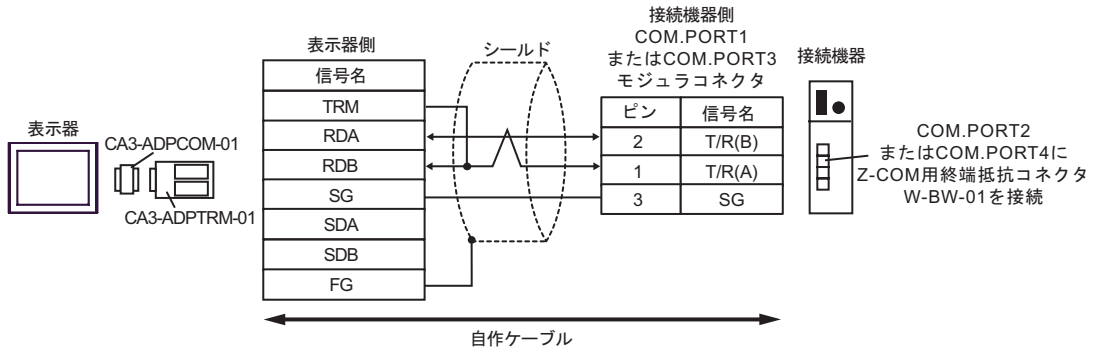 表示器
CA3-ADPCOM-01
CA3-ADPTRM-01
表示器側
信号名
TRM
RDA
RDB
SG
SDA
SDB
FG
シールド
接続機器側
COM.PORT1
またはCOM.PORT3
モジュラコネクタ
ピン 信号名
2 T/R(B)
1 T/R(A)
3 SG
接続機器
COM.PORT2
またはCOM.PORT4に
Z-COM用終端抵抗コネクタ
W-BW-01を接続
自作ケーブル